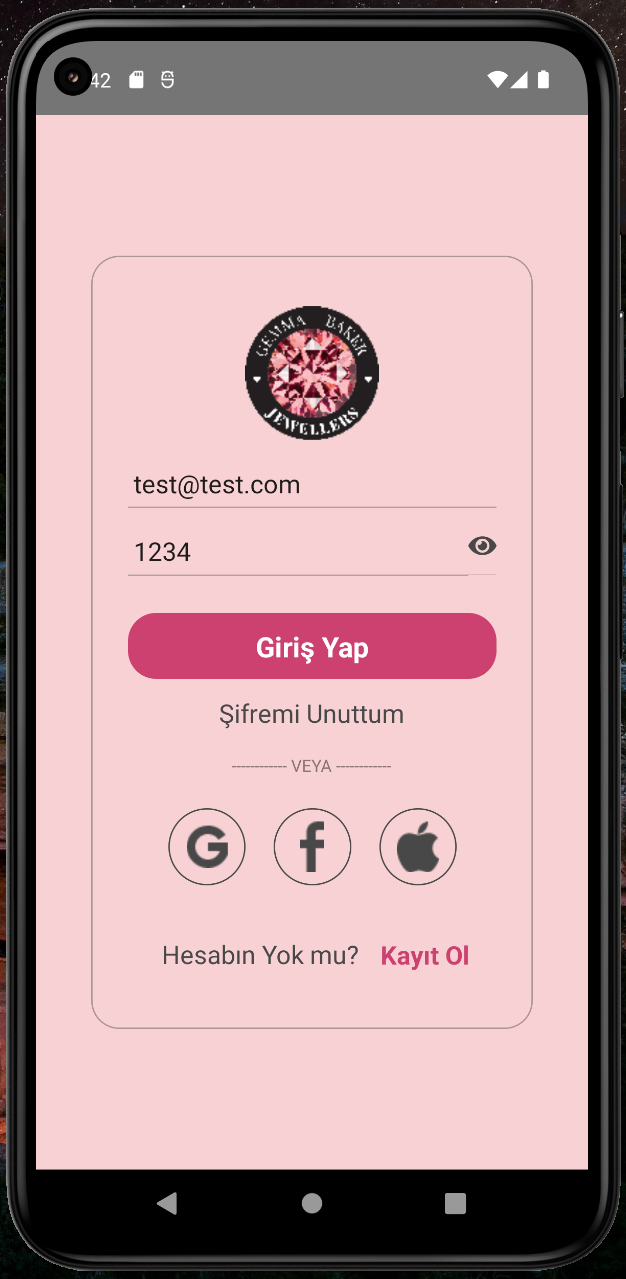 42
GEMMA BAKER
JEWELLERS
test@test.com
1234
Giriş Yap
Şifremi Unuttum
------------ VEYA ------------
Hesabın Yok mu? Kayıt Ol